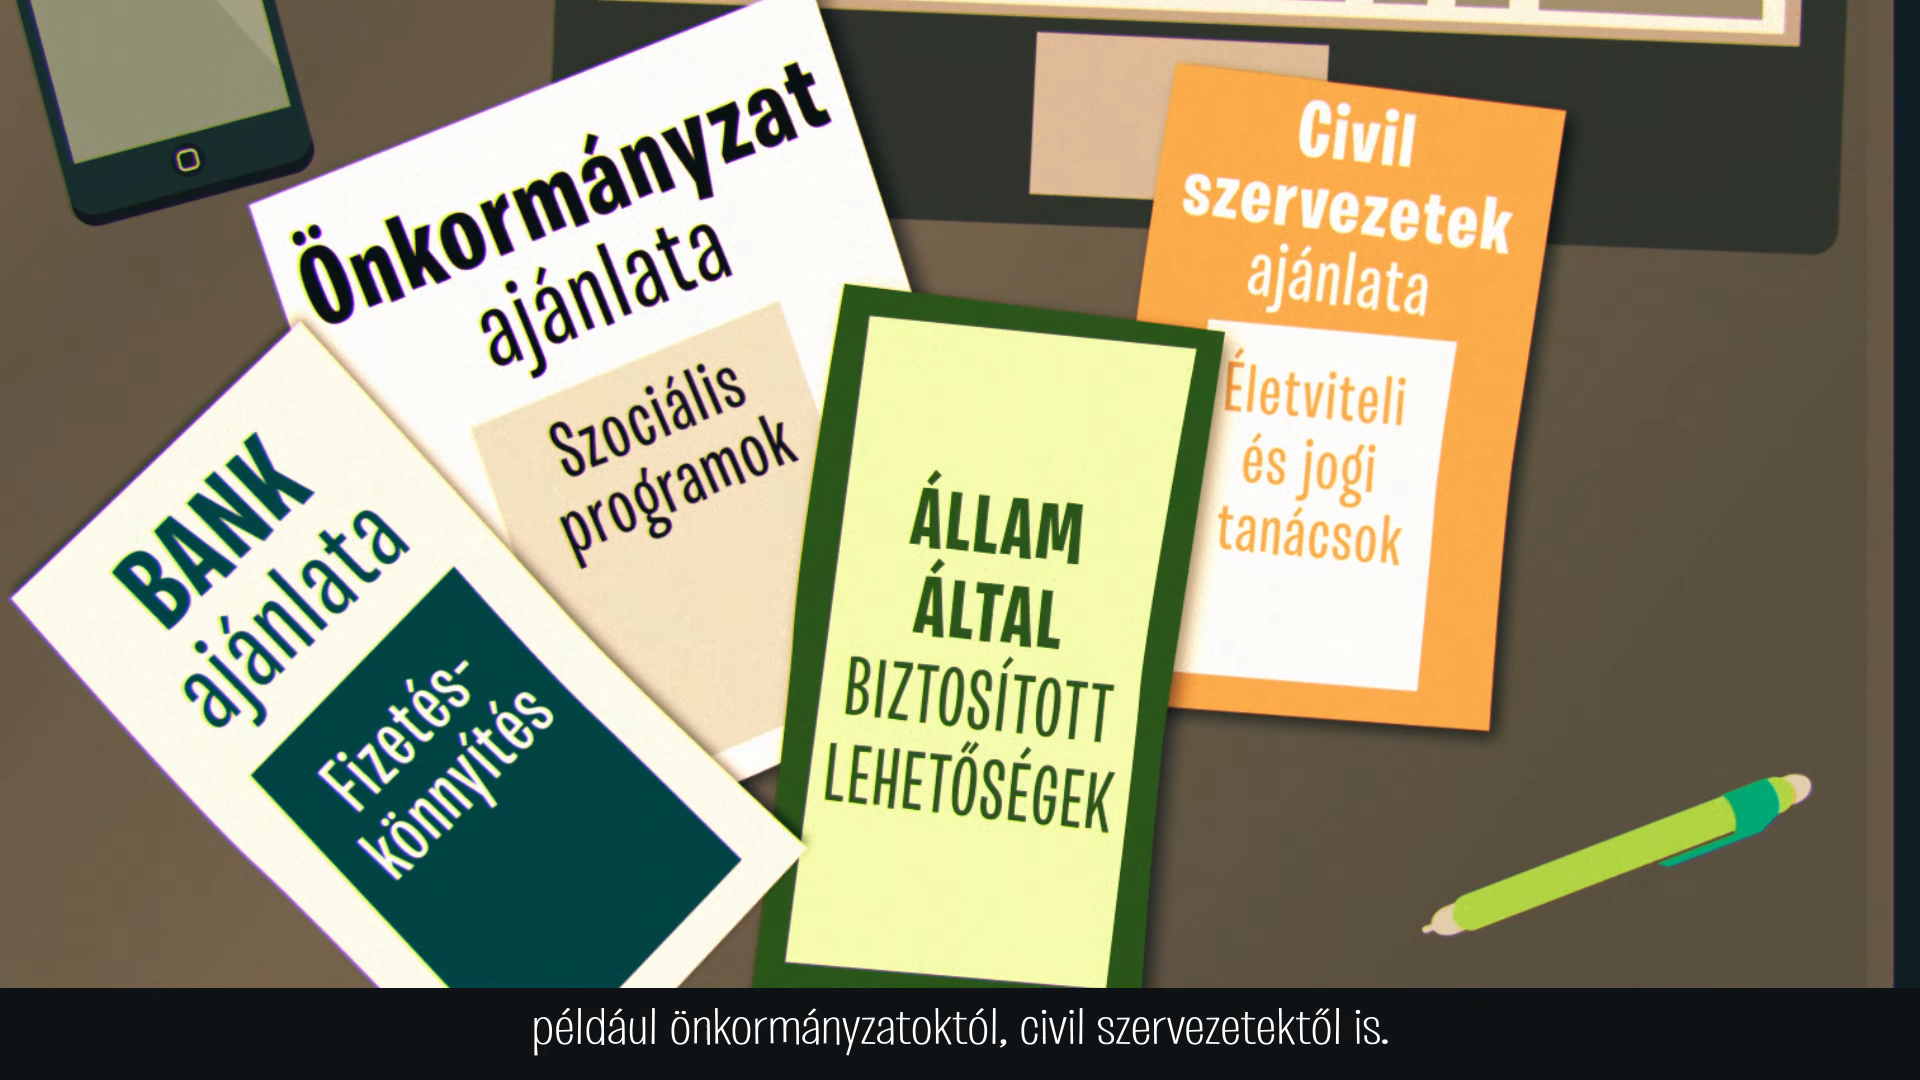 Önkormányzat
ajánlata
Szociális
programok
Civil
szervezetek
ajánlata
Életviteli
és jogi
tanácsok
BANK
ajánlata
Fizetés-
könnyítés
ÁLLAM
ÁLTAL
BIZTOSÍTOTT
LEHETŐSÉGEK
például önkormányzatoktól, civil szervezetektől is.